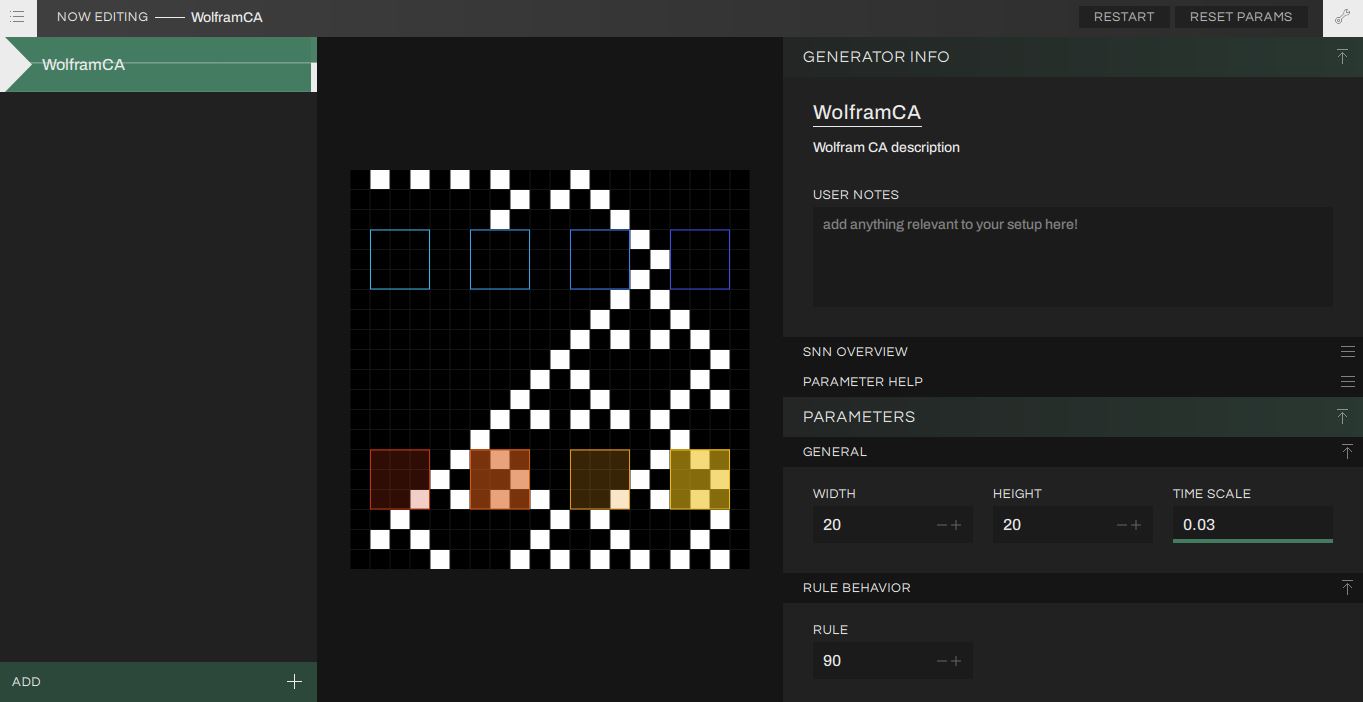 NOW EDITING WolframCA
RESTART
RESET PARAMS
WolframCA
ADD
GENERATOR INFO
WolframCA
Wolfram CA description
USER NOTES
add anything relevant to your setup here!
SNN OVERVIEW
PARAMETER HELP
PARAMETERS
GENERAL
WIDTH HEIGHT TIME SCALE
20 20 0.03
RULE BEHAVIOR
RULE
90